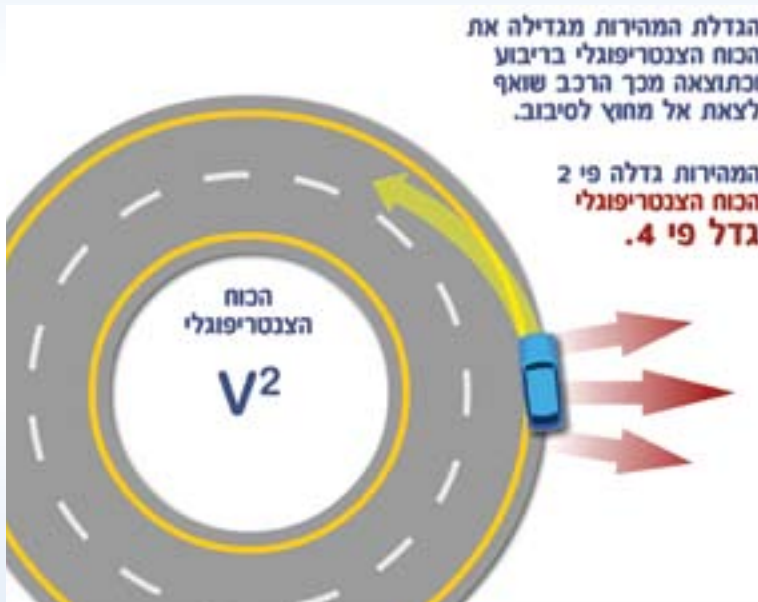 הגדלת המהירות מגדילה את
הכוח הצנטריפוגלי בריבוע
וכתוצאה מכך הרכב שואף
לצאת אל מחוץ לסיבוב.
המהירות גדלה פי 2
הכוח הצנטריפוגלי
גדל פי 4.
הכוח
הצנטריפוגלי
V²